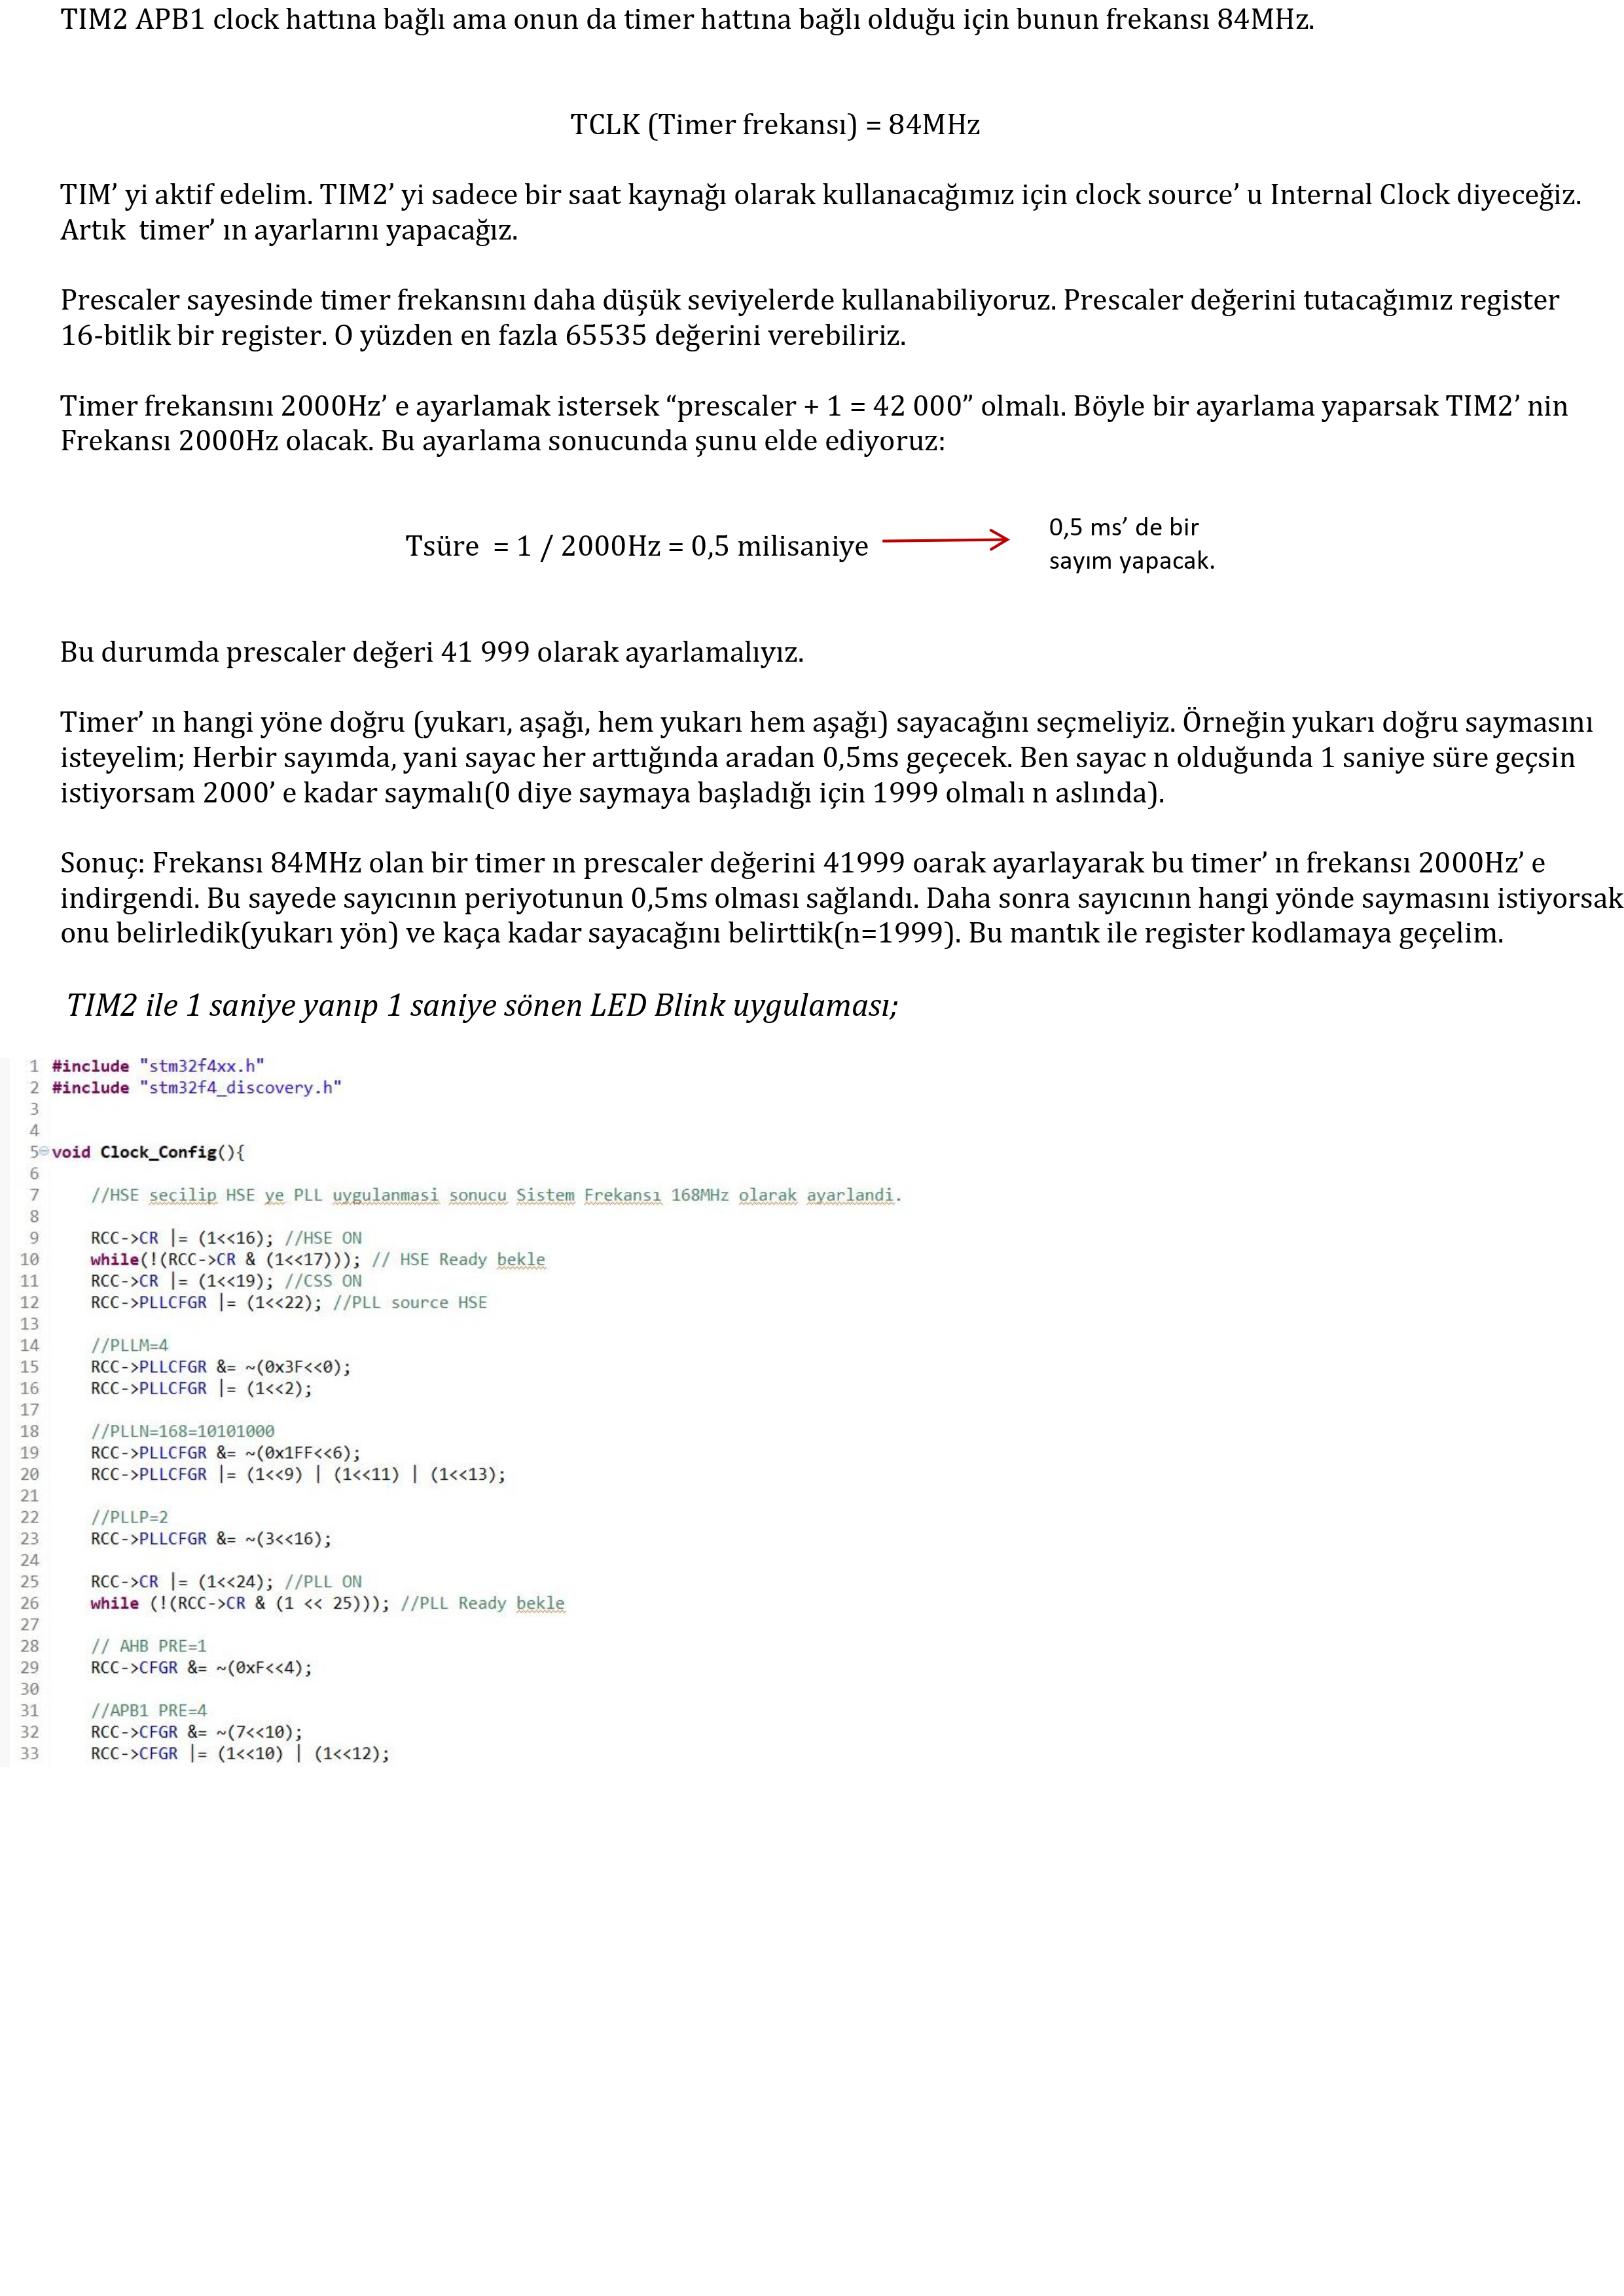 TIM2 APB1 clock hattına bağlı ama onun da timer hattına bağlı olduğu için bunun frekansı 84MHz.
TCLK (Timer frekansı) = 84MHz
TIM’ yi aktif edelim. TIM2’ yi sadece bir saat kaynağı olarak kullanacağımız için clock source’ u Internal Clock diyeceğiz.
Artık  timer’ ın ayarlarını yapacağız.
Prescaler sayesinde timer frekansını daha düşük seviyelerde kullanabiliyoruz. Prescaler değerini tutacağımız register
16-bitlik bir register. O yüzden en fazla 65535 değerini verebiliriz.
Timer frekansını 2000Hz’ e ayarlamak istersek “prescaler + 1 = 42 000” olmalı. Böyle bir ayarlama yaparsak TIM2’ nin
Frekansı 2000Hz olacak. Bu ayarlama sonucunda şunu elde ediyoruz:
Tsüre  = 1 / 2000Hz = 0,5 milisaniye
0,5 ms’ de bir
sayım yapacak.
Bu durumda prescaler değeri 41 999 olarak ayarlamalıyız.
Timer’ ın hangi yöne doğru (yukarı, aşağı, hem yukarı hem aşağı) sayacağını seçmeliyiz. Örneğin yukarı doğru saymasını
isteyelim; Herbir sayımda, yani sayac her arttığında aradan 0,5ms geçecek. Ben sayac n olduğunda 1 saniye süre geçsin
istiyorsam 2000’ e kadar saymalı(0 diye saymaya başladığı için 1999 olmalı n aslında).
Sonuç: Frekansı 84MHz olan bir timer ın prescaler değerini 41999 oarak ayarlayarak bu timer’ ın frekansı 2000Hz’ e
indirgendi. Bu sayede sayıcının periyotunun 0,5ms olması sağlandı. Daha sonra sayıcının hangi yönde saymasını istiyorsak
onu belirledik(yukarı yön) ve kaça kadar sayacağını belirttik(n=1999). Bu mantık ile register kodlamaya geçelim.
TIM2 ile 1 saniye yanıp 1 saniye sönen LED Blink uygulaması;
1 #include "stm32f4xx.h"
2 #include "stm32f4_discovery.h"
3
4
5 void Clock_Config(){
6
7     //HSE secilip HSE ye PLL uygulanmasi sonucu Sistem Frekansı 168MHz olarak ayarlandi.
8
9     RCC->CR |= (1<<16); //HSE ON
10     while(!(RCC->CR & (1<<17))); // HSE Ready bekle
11     RCC->CR |= (1<<19); //CSS ON
12     RCC->PLLCFGR |= (1<<22); //PLL source HSE
13
14     //PLLM=4
15     RCC->PLLCFGR &= ~(0x3F<<0);
16     RCC->PLLCFGR |= (1<<2);
17
18     //PLLN=168=10101000
19     RCC->PLLCFGR &= ~(0x1FF<<6);
20     RCC->PLLCFGR |= (1<<9) | (1<<11) | (1<<13);
21
22     //PLLP=2
23     RCC->PLLCFGR &= ~(3<<16);
24
25     RCC->CR |= (1<<24); //PLL ON
26     while (!(RCC->CR & (1 << 25))); //PLL Ready bekle
27
28     // AHB PRE=1
29     RCC->CFGR &= ~(0xF<<4);
30
31     //APB1 PRE=4
32     RCC->CFGR &= ~(7<<10);
33     RCC->CFGR |= (1<<10) | (1<<12);